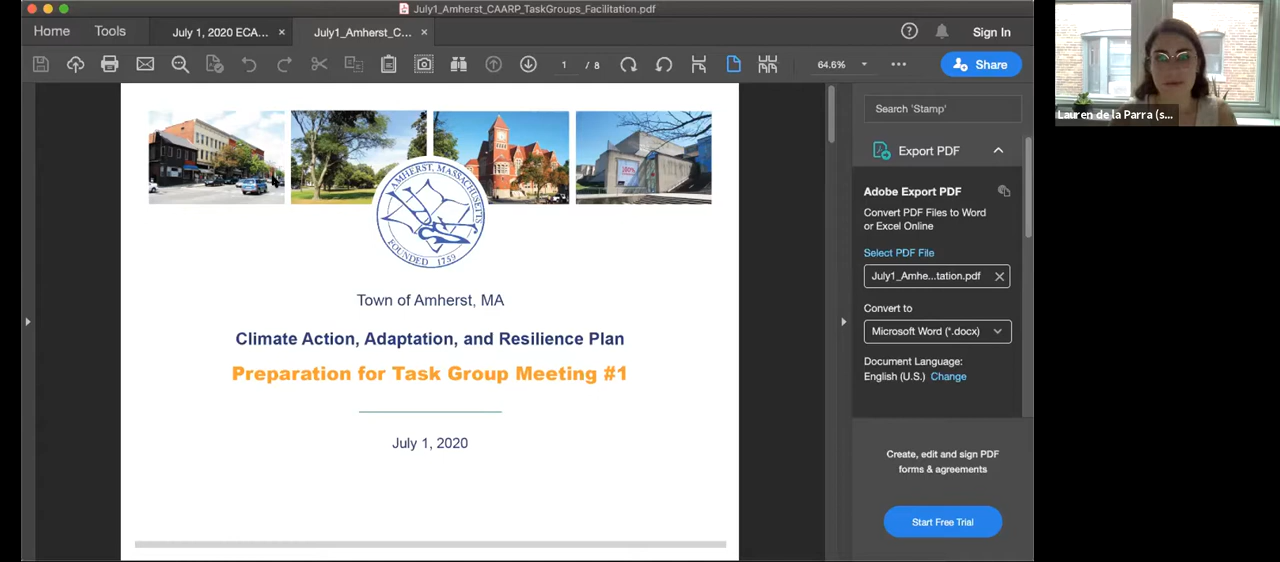 July1_Amherst_CAARP_TaskGroups_Facilitation.pdf
Home
Tools
July 1, 2020 ECA...
July1_Amherst_C...
Sign In
1 / 8
64.6%
Share
AMHERST, MASSACHUSETTS
FOUNDED 1759
Town of Amherst, MA
Climate Action, Adaptation, and Resilience Plan
Preparation for Task Group Meeting #1
July 1, 2020
Search 'Stamp'
Export PDF
Adobe Export PDF
Convert PDF Files to Word
or Excel Online
Select PDF File
July1_Amhe...tation.pdf
Convert to
Microsoft Word (*.docx)
Document Language:
English (U.S.) Change
Create, edit and sign PDF
forms & agreements
Start Free Trial
Lauren de la Parra (s...